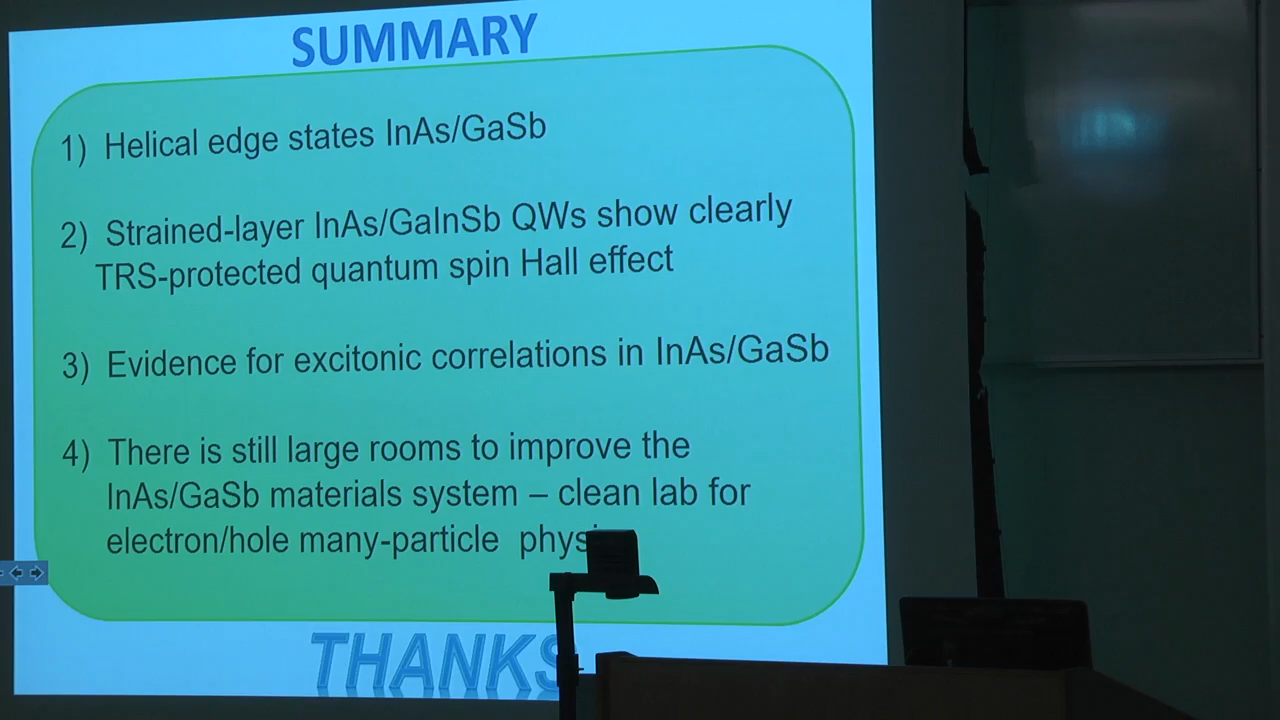 SUMMARY
1) Helical edge states InAs/GaSb
2) Strained-layer InAs/GaInSb QWs show clearly
TRS-protected quantum spin Hall effect
3) Evidence for excitonic correlations in InAs/GaSb
4) There is still large rooms to improve the
InAs/GaSb materials system – clean lab for
electron/hole many-particle
THANKS